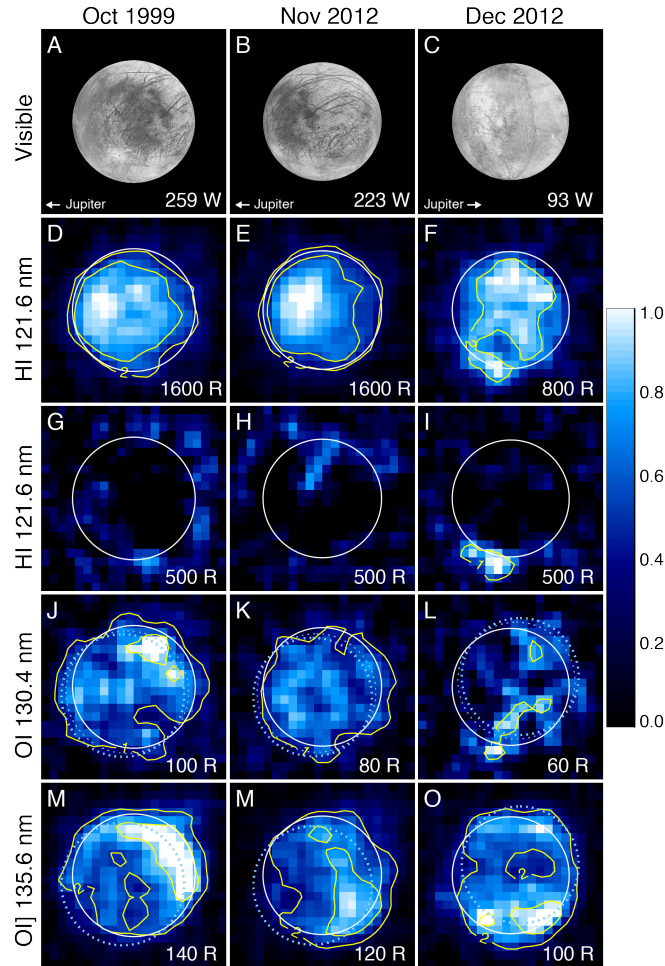 Oct 1999 Nov 2012 Dec 2012
Visible
A B C
← Jupiter 259 W ← Jupiter 223 W Jupiter → 93 W
HI 121.6 nm
D E F
2 2 2
1600 R 1600 R 800 R
1.0
0.8
0.6
0.4
0.2
0.0
HI 121.6 nm
G H I
1
500 R 500 R 500 R
OI 130.4 nm
J K L
1 1 1
100 R 80 R 60 R
OI] 135.6 nm
M M O
2 2 2
2 2
140 R 120 R 100 R